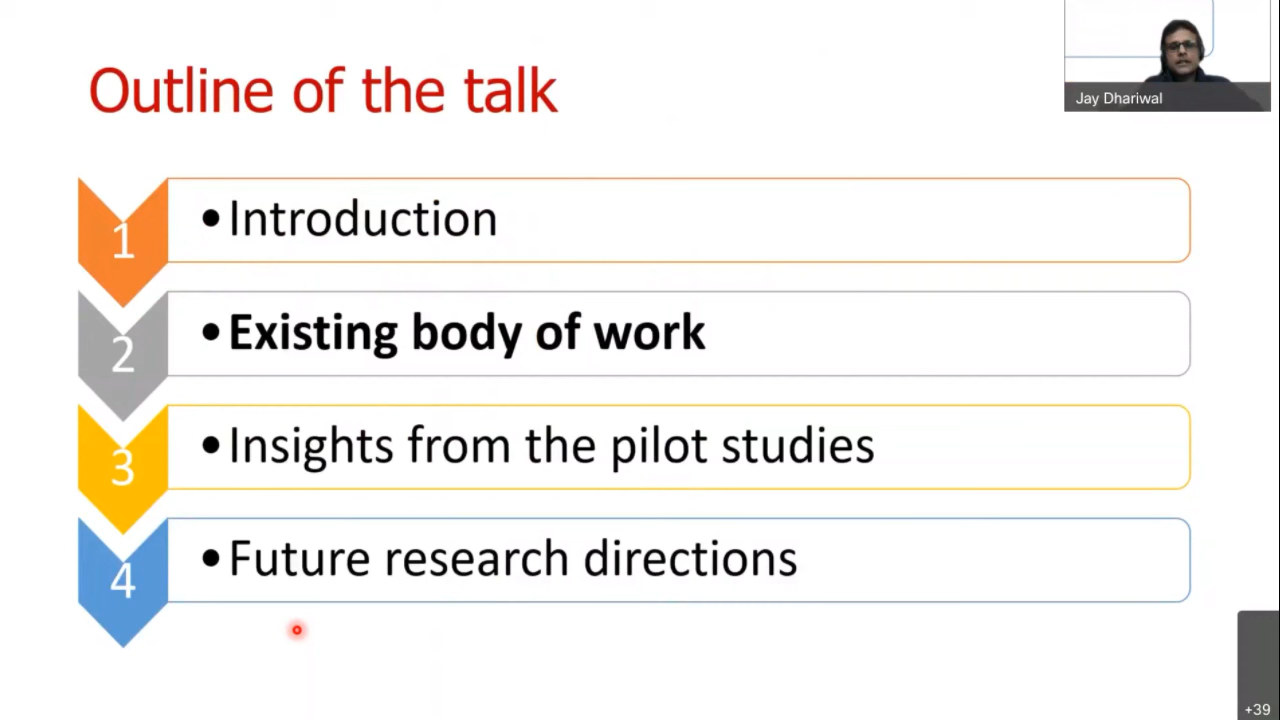 Outline of the talk
Jay Dhariwal
1
•Introduction
2
•Existing body of work
3
•Insights from the pilot studies
4
•Future research directions
+39